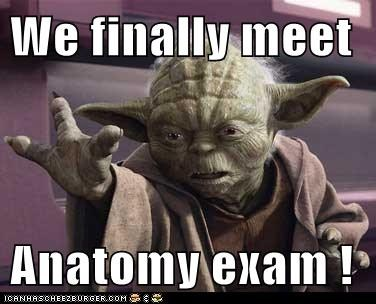 We finally meet
Anatomy exam !
ICANHASCHEEZBURGER.COM